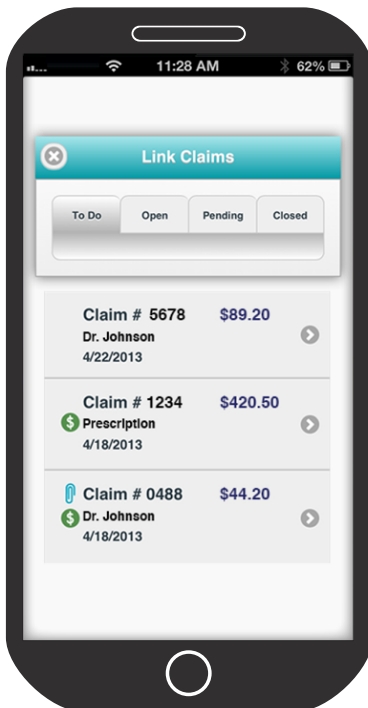 11:28 AM 62%
Link Claims
To Do Open Pending Closed
Claim # 5678 $89.20
Dr. Johnson
4/22/2013
Claim # 1234 $420.50
$ Prescription
4/18/2013
Claim # 0488 $44.20
$ Dr. Johnson
4/18/2013